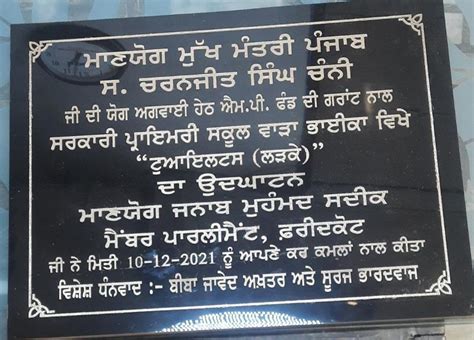 ਮਾਣਯੋਗ ਮੁੱਖ ਮੰਤਰੀ ਪੰਜਾਬ
ਸ. ਚਰਨਜੀਤ ਸਿੰਘ ਚੰਨੀ
ਜੀ ਦੀ ਯੋਗ ਅਗਵਾਈ ਹੇਠ ਐਮ.ਪੀ. ਫੰਡ ਦੀ ਗਰਾਂਟ ਨਾਲ
ਸਰਕਾਰੀ ਪ੍ਰਾਇਮਰੀ ਸਕੂਲ ਵਾੜਾ ਭਾਈਕਾ ਵਿਖੇ
“ਟੁਆਇਲਟਸ (ਲੜਕੇ)”
ਦਾ ਉਦਘਾਟਨ
ਮਾਣਯੋਗ ਜਨਾਬ ਮੁਹੰਮਦ ਸਦੀਕ
ਮੈਂਬਰ ਪਾਰਲੀਮੈਂਟ, ਫ਼ਰੀਦਕੋਟ
ਜੀ ਨੇ ਮਿਤੀ 10-12-2021 ਨੂੰ ਆਪਣੇ ਕਰ ਕਮਲਾਂ ਨਾਲ ਕੀਤਾ
ਵਿਸ਼ੇਸ਼ ਧੰਨਵਾਦ :- ਬੀਬਾ ਜਾਵੇਦ ਅਖ਼ਤਰ ਅਤੇ ਸੂਰਜ ਭਾਰਦਵਾਜ